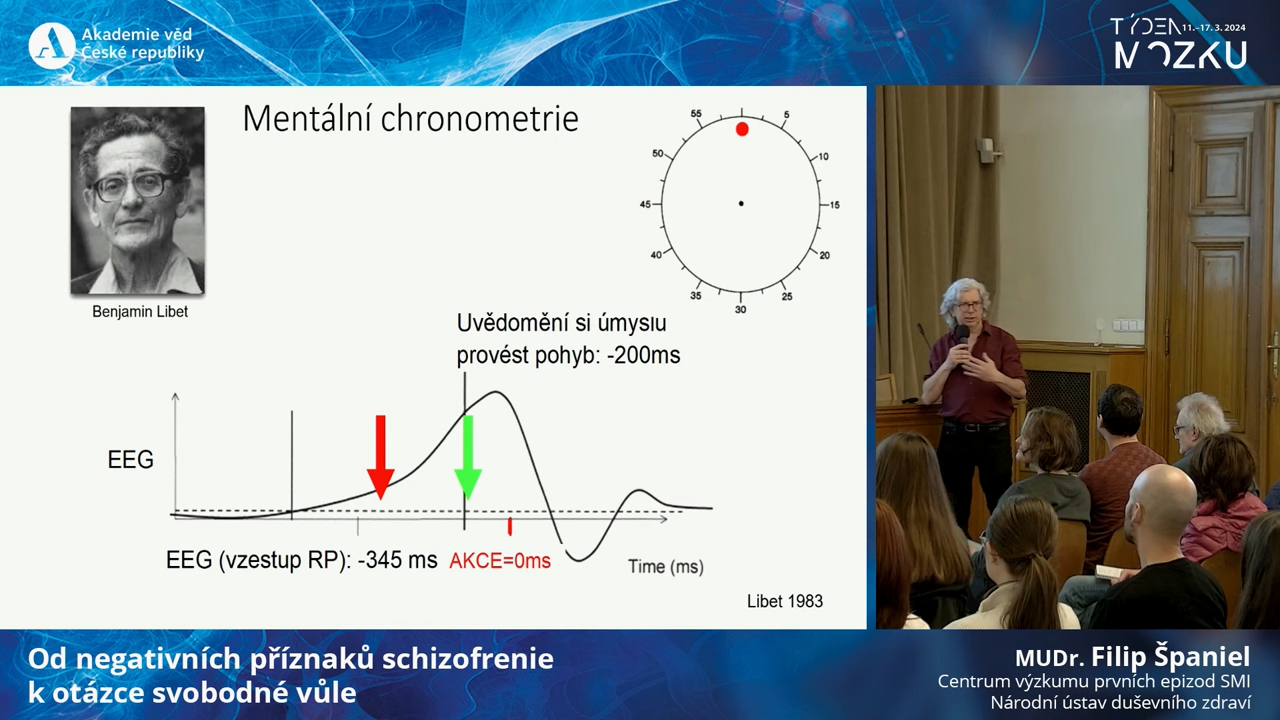 Akademie věd
České republiky
TÝDEN 11.–17. 3. 2024
MOZKU
Mentální chronometrie
Benjamin Libet
55
5
50
10
45
15
40
20
35
25
30
Uvědomění si úmyslu
provést pohyb: -200ms
EEG
EEG (vzestup RP): -345 ms
AKCE=0ms
Time (ms)
Libet 1983
Od negativních příznaků schizofrenie
k otázce svobodné vůle
MUDr. Filip Španiel
Centrum výzkumu prvních epizod SMI
Národní ústav duševního zdraví